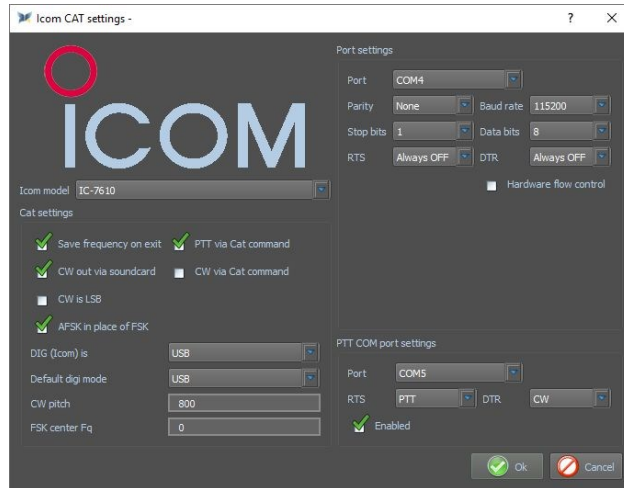 Icom CAT settings -
? X
ICOM
Icom model IC-7610
Cat settings
Save frequency on exit PTT via Cat command
CW out via soundcard CW via Cat command
CW is LSB
AFSK in place of FSK
DIG (Icom) is USB
Default digi mode USB
CW pitch 800
FSK center Fq 0
Port settings
Port COM4
Parity None Baud rate 115200
Stop bits 1 Data bits 8
RTS Always OFF DTR Always OFF
Hardware flow control
PTT COM port settings
Port COM5
RTS PTT DTR CW
Enabled
Ok Cancel